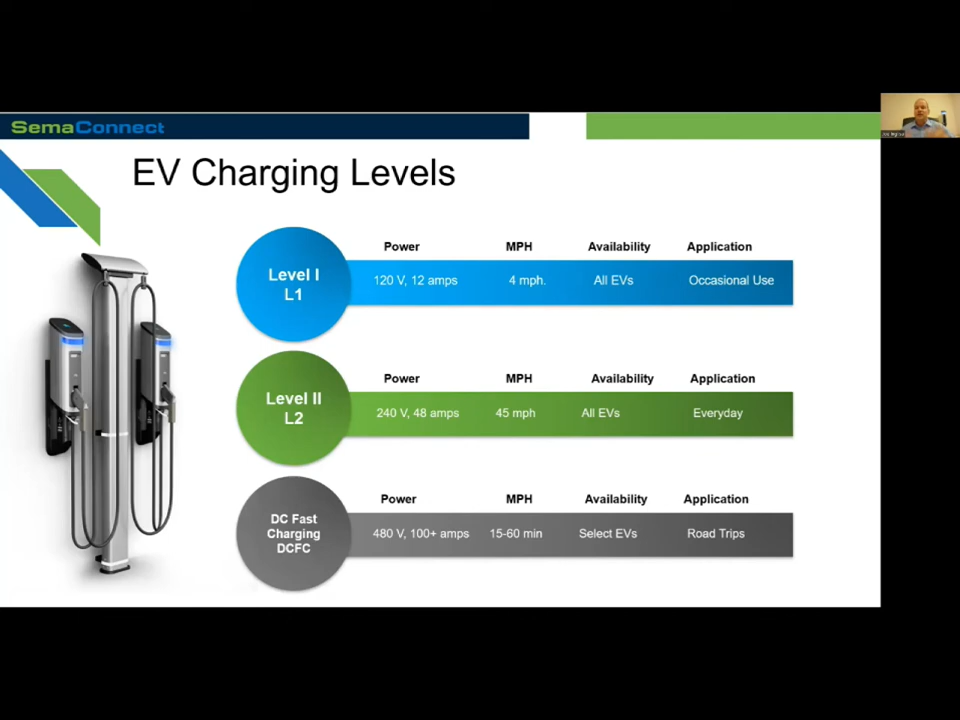 SemaConnect
EV Charging Levels
Power MPH Availability Application
Level I
L1
120 V, 12 amps 4 mph. All EVs Occasional Use
Power MPH Availability Application
Level II
L2
240 V, 48 amps 45 mph All EVs Everyday
Power MPH Availability Application
DC Fast
Charging
DCFC
480 V, 100+ amps 15-60 min Select EVs Road Trips